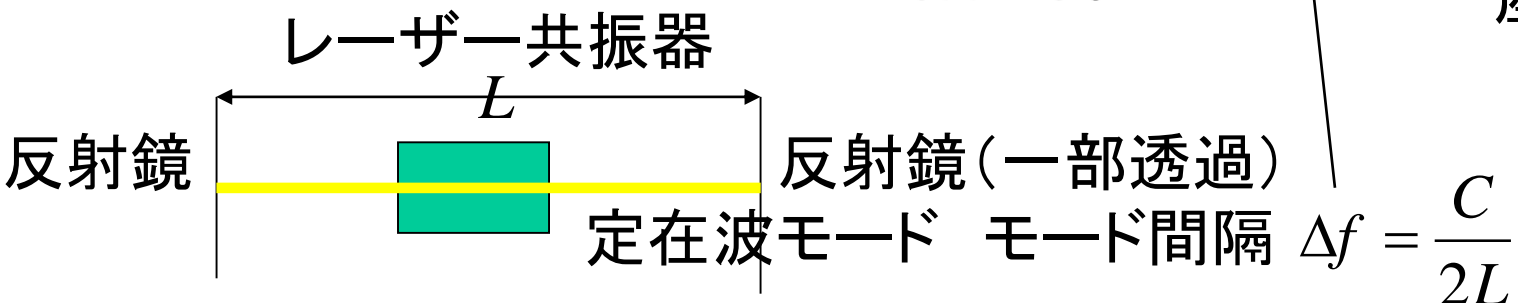 レーザー共振器
L
反射鏡
反射鏡(一部透過)
定在波モード モード間隔 Δf = C/2L